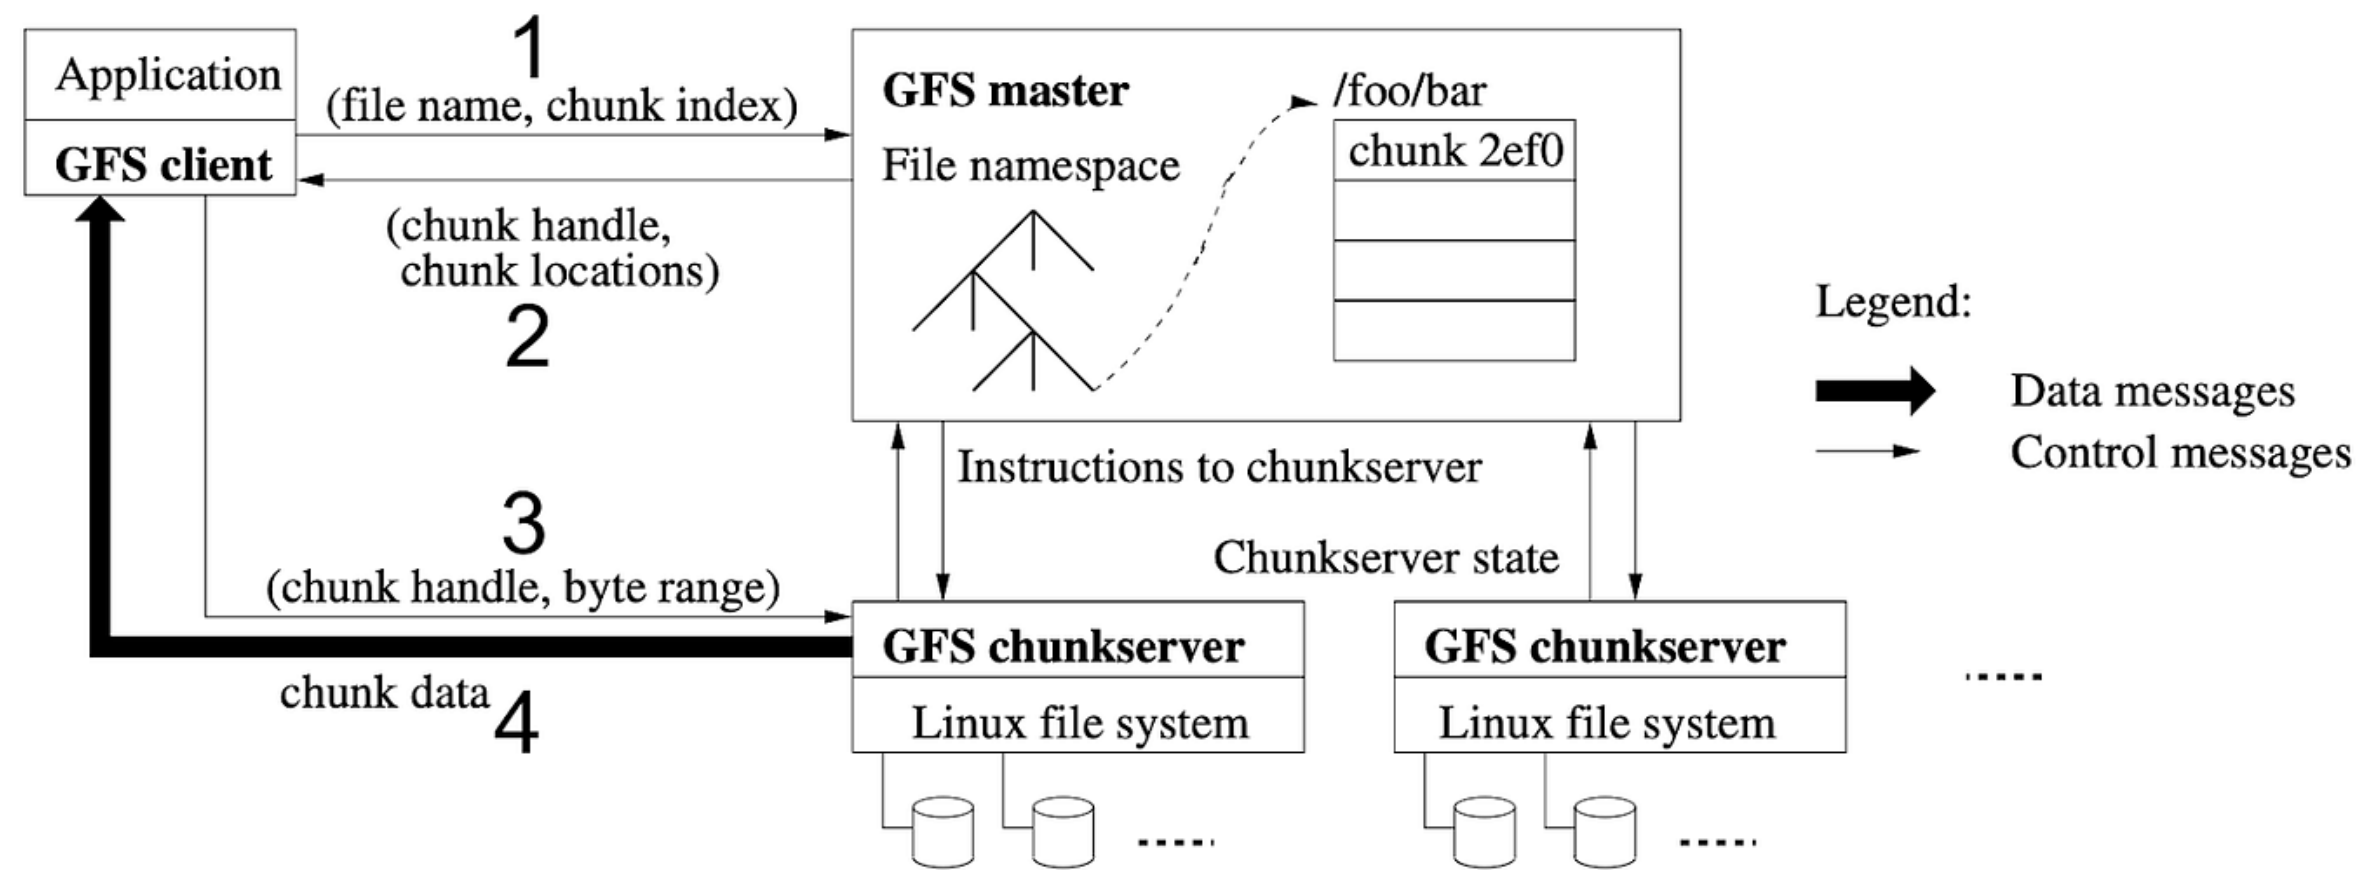 Application
GFS client
1
(file name, chunk index)
(chunk handle,
chunk locations)
2
GFS master
File namespace
/foo/bar
chunk 2ef0
Legend:
Data messages
Control messages
Instructions to chunkserver
Chunkserver state
3
(chunk handle, byte range)
chunk data
4
GFS chunkserver
Linux file system
GFS chunkserver
Linux file system